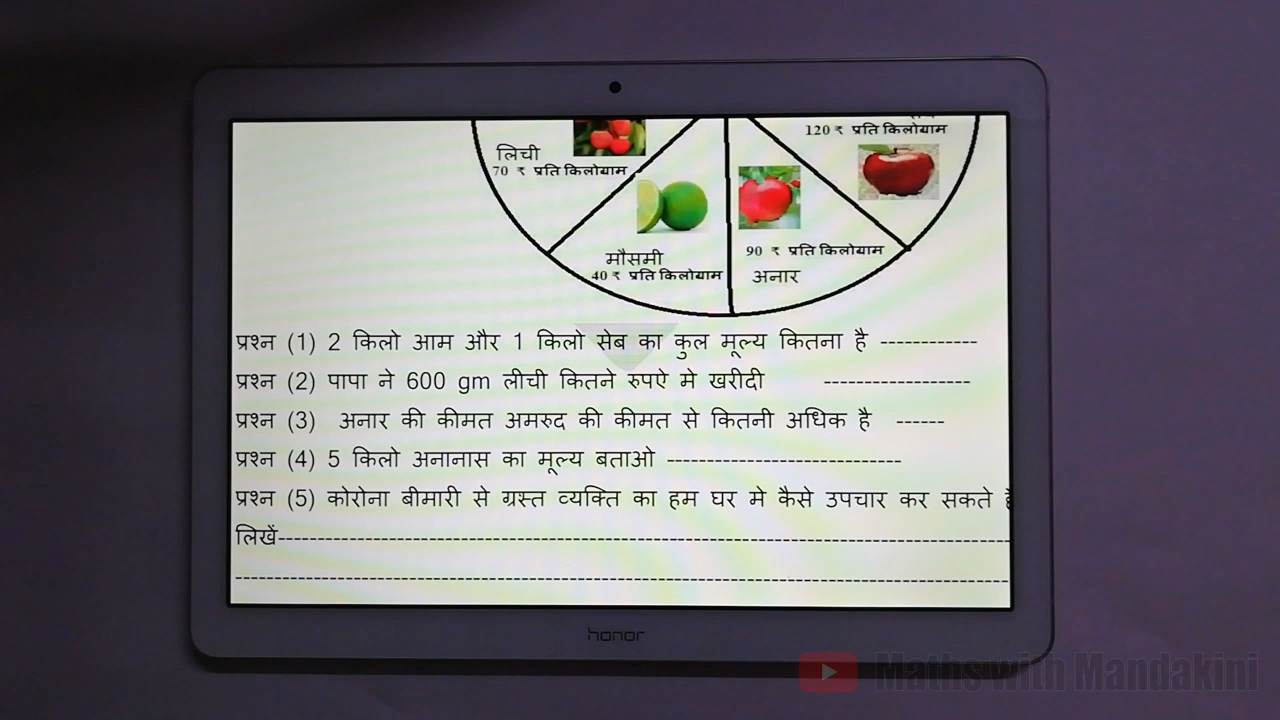 120 ₹ प्रति किलोग्राम
लिची
70 ₹ प्रति किलोग्राम
मौसमी
40 ₹ प्रति किलोग्राम
90 ₹ प्रति किलोग्राम
अनार
प्रश्न (1) 2 किलो आम और 1 किलो सेब का कुल मूल्य कितना है ------------
प्रश्न (2) पापा ने 600 gm लीची कितने रुपऐ मे खरीदी ------------------
प्रश्न (3) अनार की कीमत अमरुद की कीमत से कितनी अधिक है ------
प्रश्न (4) 5 किलो अनानास का मूल्य बताओ ------------------------------
प्रश्न (5) कोरोना बीमारी से ग्रस्त व्यक्ति का हम घर मे कैसे उपचार कर सकते
लिखें--------------------------------------------------------------------------------------------
honor
Maths with Mandakini